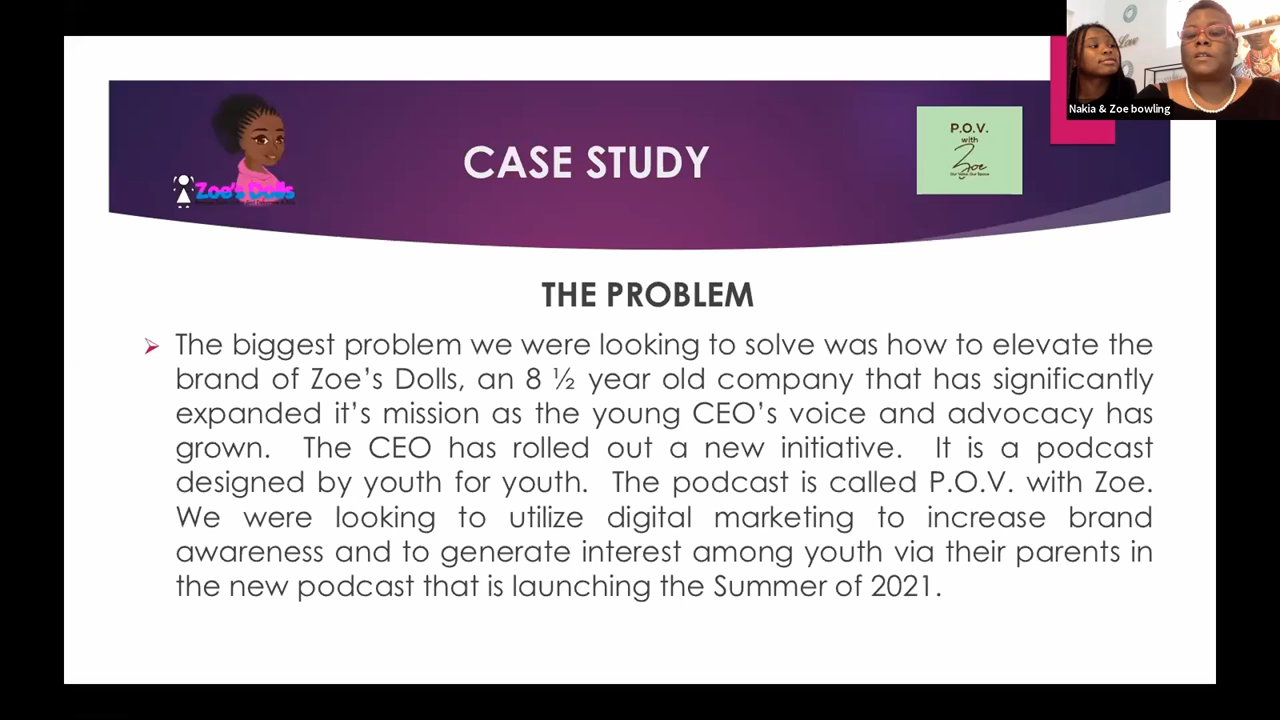 Love
Nakia & Zoe bowling
Zoe's Dolls
CASE STUDY
P.O.V.
with
Zoe
Our Voice, Our Space
THE PROBLEM
The biggest problem we were looking to solve was how to elevate the
brand of Zoe’s Dolls, an 8 ½ year old company that has significantly
expanded it’s mission as the young CEO’s voice and advocacy has
grown. The CEO has rolled out a new initiative. It is a podcast
designed by youth for youth. The podcast is called P.O.V. with Zoe.
We were looking to utilize digital marketing to increase brand
awareness and to generate interest among youth via their parents in
the new podcast that is launching the Summer of 2021.